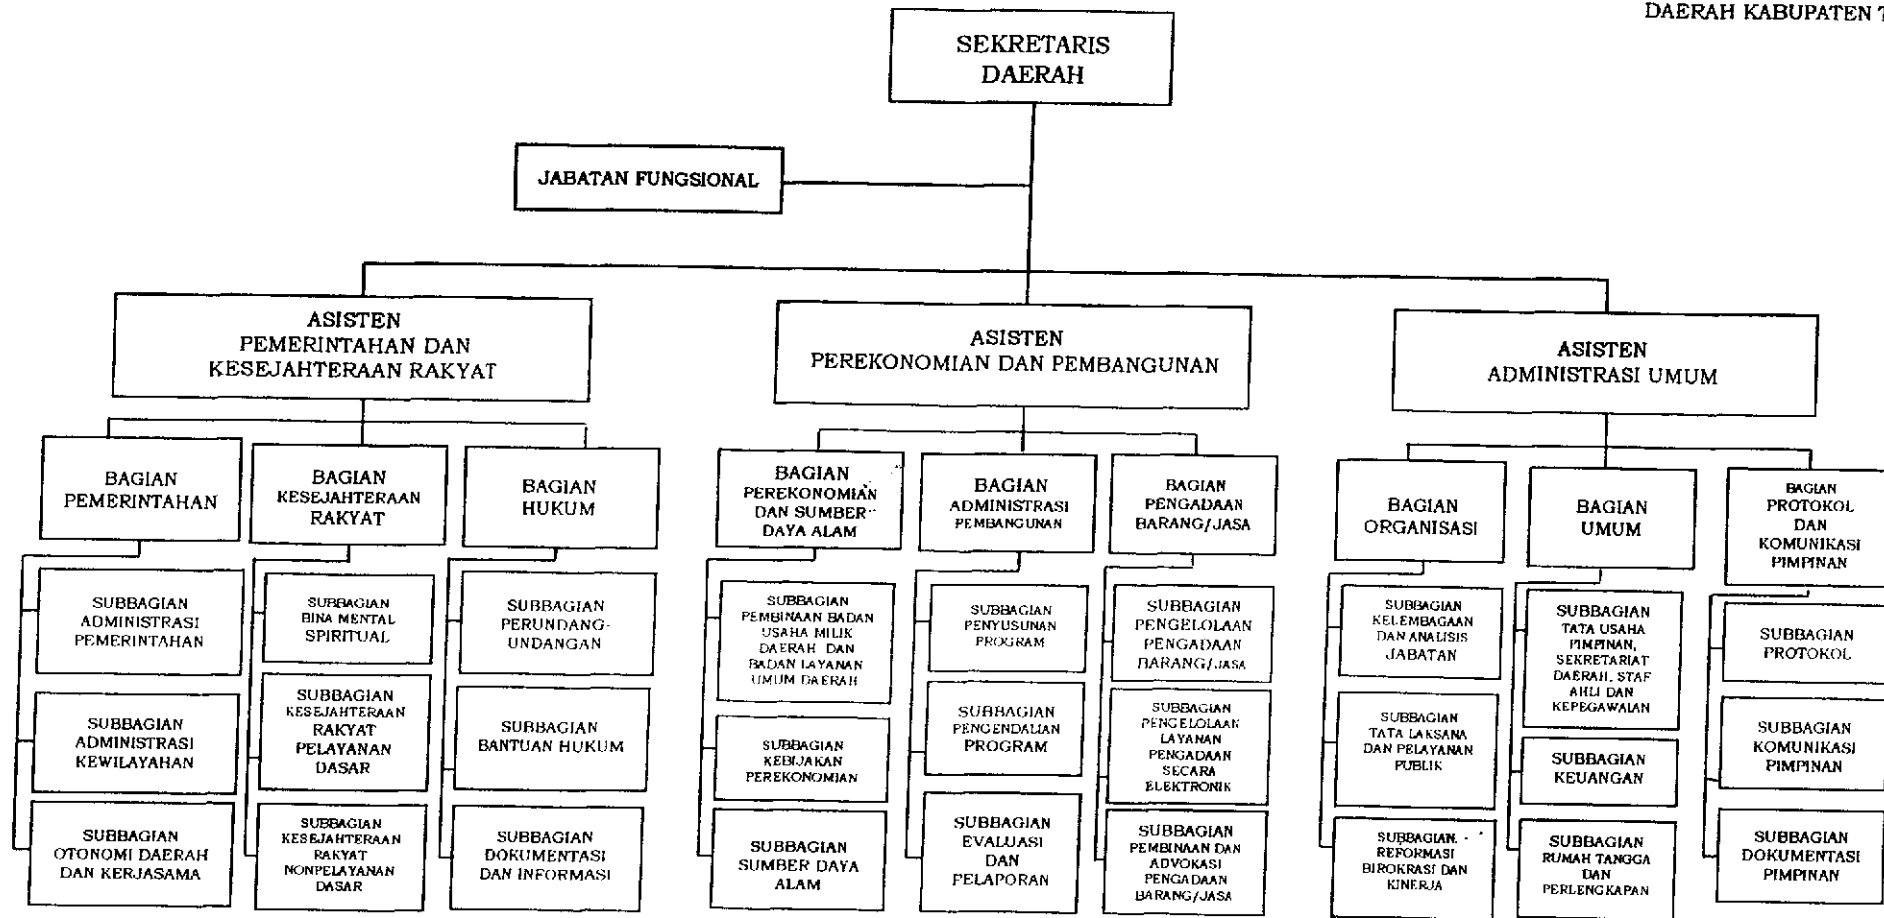 DAERAH KABUPATEN
SEKRETARIS
DAERAH
JABATAN FUNGSIONAL
ASISTEN
PEMERINTAHAN DAN
KESEJAHTERAAN RAKYAT
ASISTEN
PEREKONOMIAN DAN PEMBANGUNAN
ASISTEN
ADMINISTRASI UMUM
BAGIAN
PEMERINTAHAN
BAGIAN
KESEJAHTERAAN
RAKYAT
BAGIAN
HUKUM
BAGIAN
PEREKONOMIAN
DAN SUMBER
DAYA ALAM
BAGIAN
ADMINISTRASI
PEMBANGUNAN
BAGIAN
PENGADAAN
BARANG/JASA
BAGIAN
ORGANISASI
BAGIAN
UMUM
BAGIAN
PROTOKOL
DAN
KOMUNIKASI
PIMPINAN
SUBBAGIAN
ADMINISTRASI
PEMERINTAHAN
SUBBAGIAN
BINA MENTAL
SPIRITUAL
SUBBAGIAN
PERUNDANG-
UNDANGAN
SUBBAGIAN
PEMBINAAN BADAN
USAHA MILIK
DAERAH DAN
BADAN LAYANAN
UMUM DAERAH
SUBBAGIAN
PENYUSUNAN
PROGRAM
SUBBAGIAN
PENGELOLAAN
PENGADAAN
BARANG/JASA
SUBBAGIAN
KELEMBAGAAN
DAN ANALISIS
JABATAN
SUBBAGIAN
TATA USAHA
PIMPINAN,
SEKRETARIAT
DAERAH, STAF
AHLI DAN
KEPEGAWAIAN
SUBBAGIAN
PROTOKOL
SUBBAGIAN
ADMINISTRASI
KEWILAYAHAN
SUBBAGIAN
KESEJAHTERAAN
RAKYAT
PELAYANAN
DASAR
SUBBAGIAN
BANTUAN HUKUM
SUBBAGIAN
KEBIJAKAN
PEREKONOMIAN
SUBBAGIAN
PENGENDALIAN
PROGRAM
SUBBAGIAN
PENGELOLAAN
LAYANAN
PENGADAAN
SECARA
ELEKTRONIK
SUBBAGIAN
TATA LAKSANA
DAN PELAYANAN
PUBLIK
SUBBAGIAN
KEUANGAN
SUBBAGIAN
KOMUNIKASI
PIMPINAN
SUBBAGIAN
OTONOMI DAERAH
DAN KERJASAMA
SUBBAGIAN
KESEJAHTERAAN
RAKYAT
NONPELAYANAN
DASAR
SUBBAGIAN
DOKUMENTASI
DAN INFORMASI
SUBBAGIAN
SUMBER DAYA
ALAM
SUBBAGIAN
EVALUASI
DAN
PELAPORAN
SUBBAGIAN
PEMBINAAN DAN
ADVOKASI
PENGADAAN
BARANG/JASA
SUBBAGIAN
REFORMASI
BIROKRASI DAN
KINERJA
SUBBAGIAN
RUMAH TANGGA
DAN
PERLENGKAPAN
SUBBAGIAN
DOKUMENTASI
PIMPINAN